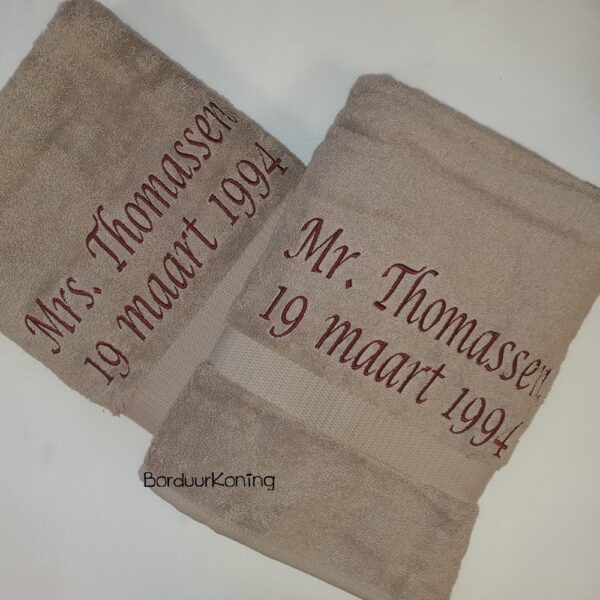 Mrs. Thomassen
19 maart 1994
Mr. Thomassen
19 maart 1994
BorduurKoning